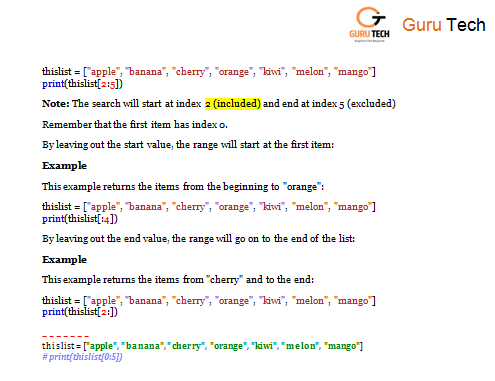 GURU TECH
Guru Tech
thislist = ["apple", "banana", "cherry", "orange", "kiwi", "melon", "mango"]
print(thislist[2:5])
Note: The search will start at index 2 (included) and end at index 5 (excluded)
Remember that the first item has index 0.
By leaving out the start value, the range will start at the first item:
Example
This example returns the items from the beginning to "orange":
thislist = ["apple", "banana", "cherry", "orange", "kiwi", "melon", "mango"]
print(thislist[:4])
By leaving out the end value, the range will go on to the end of the list:
Example
This example returns the items from "cherry" and to the end:
thislist = ["apple", "banana", "cherry", "orange", "kiwi", "melon", "mango"]
print(thislist[2:])
- - - - - - -
thislist = ["apple", "banana", "cherry", "orange", "kiwi", "melon", "mango"]
# print(thislist[0:5])